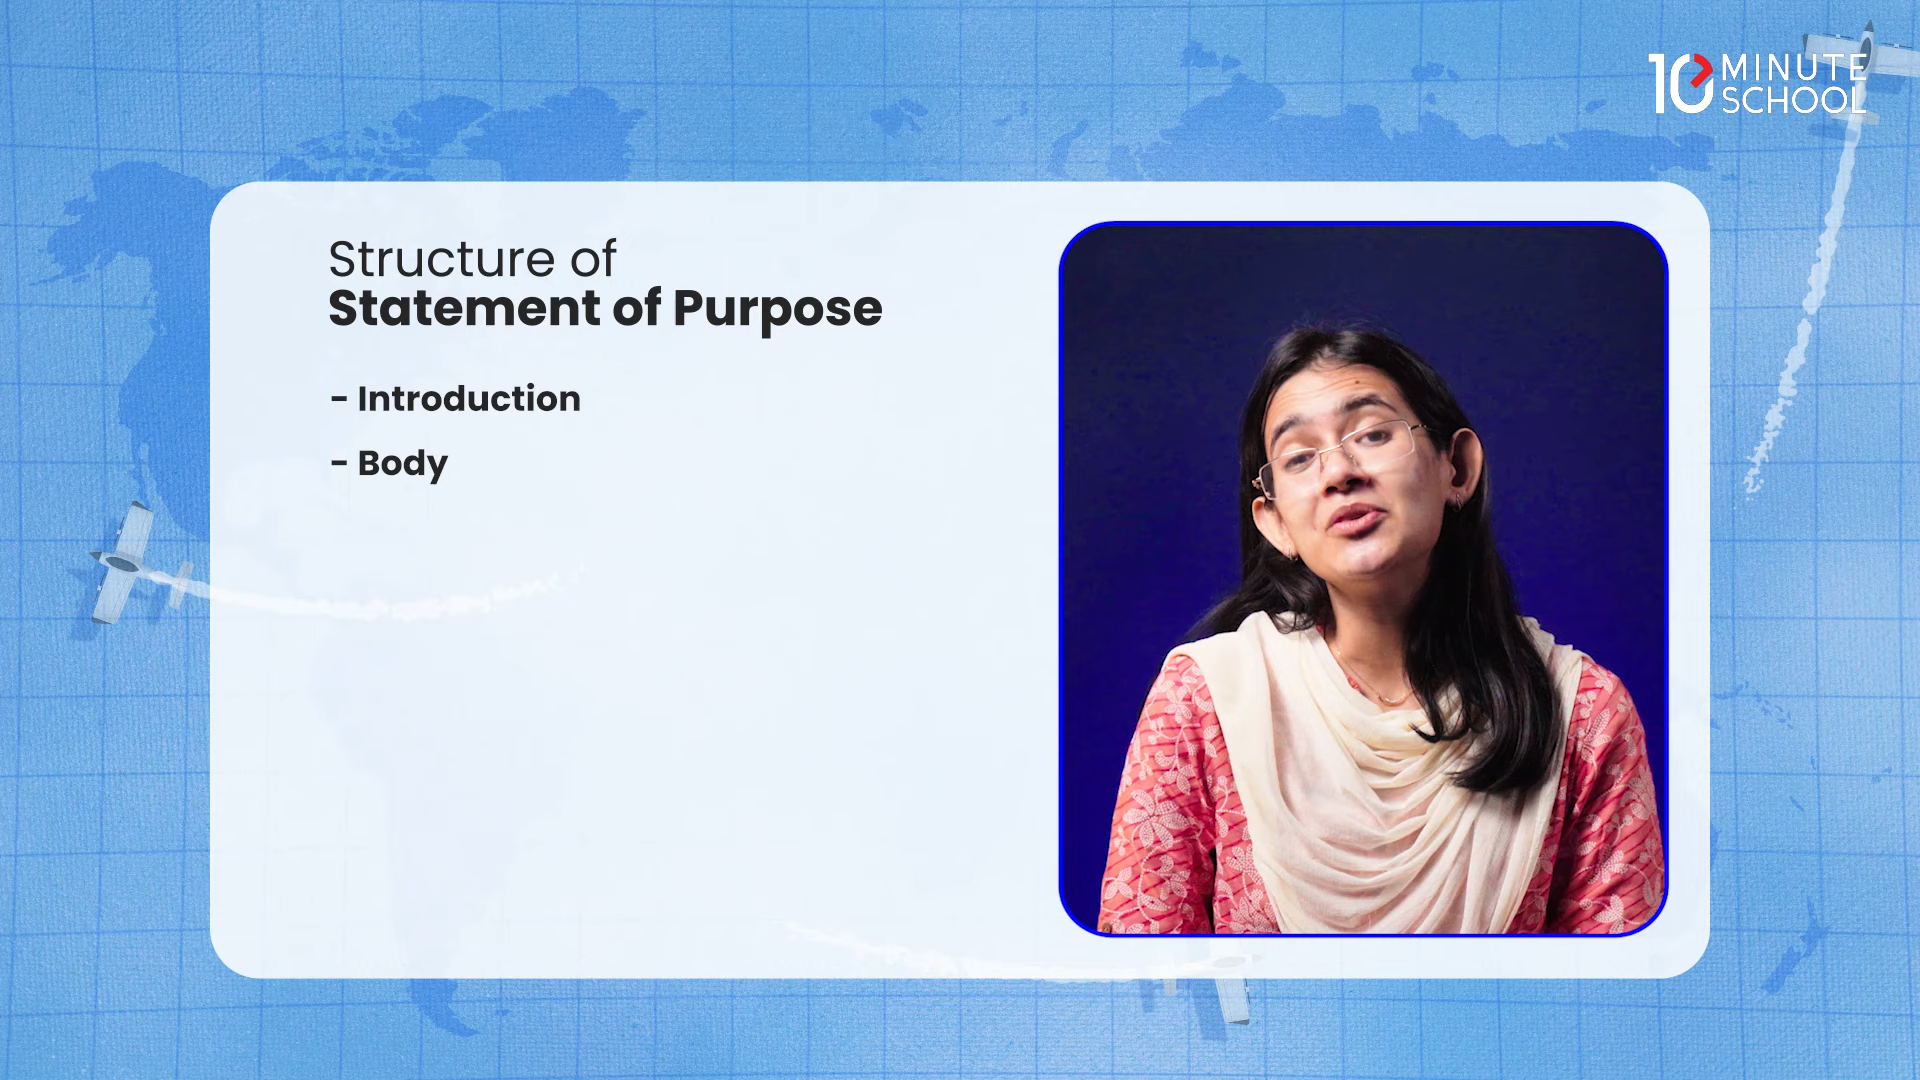 10 MINUTE
SCHOOL
Structure of
Statement of Purpose
- Introduction
- Body